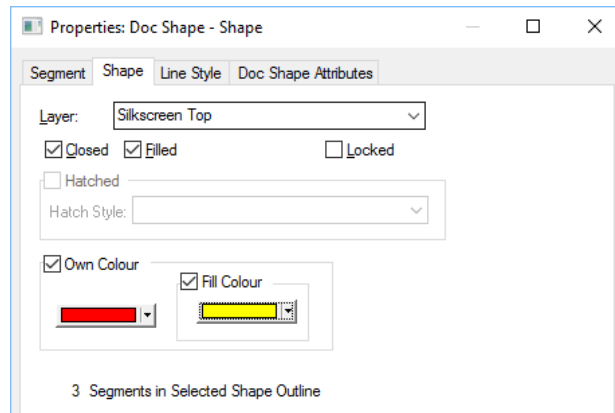 Properties: Doc Shape - Shape
Segment Shape Line Style Doc Shape Attributes
Layer: Silkscreen Top
Closed Filled Locked
Hatched
Hatch Style:
Own Colour
Fill Colour
3 Segments in Selected Shape Outline